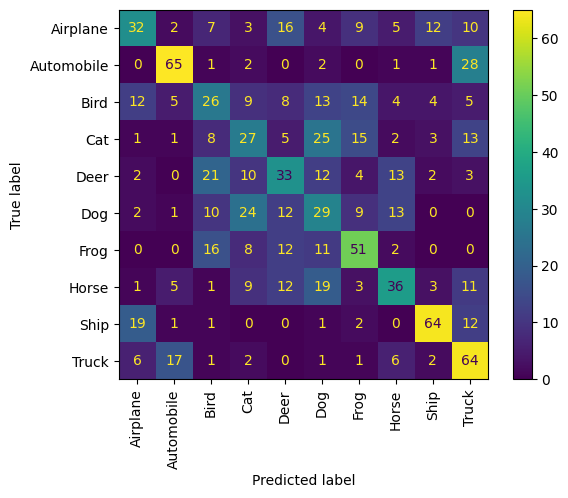 Airplane 32 2 7 3 16 4 9 5 12 10
Automobile 0 65 1 2 0 2 0 1 1 28
Bird 12 5 26 9 8 13 14 4 4 5
Cat 1 1 8 27 5 25 15 2 3 13
Deer 2 0 21 10 33 12 4 13 2 3
Dog 2 1 10 24 12 29 9 13 0 0
Frog 0 0 16 8 12 11 51 2 0 0
Horse 1 5 1 9 12 19 3 36 3 11
Ship 19 1 1 0 0 1 2 0 64 12
Truck 6 17 1 2 0 1 1 6 2 64
True label
Airplane
Automobile
Bird
Cat
Deer
Dog
Frog
Horse
Ship
Truck
Predicted label
60
50
40
30
20
10
0